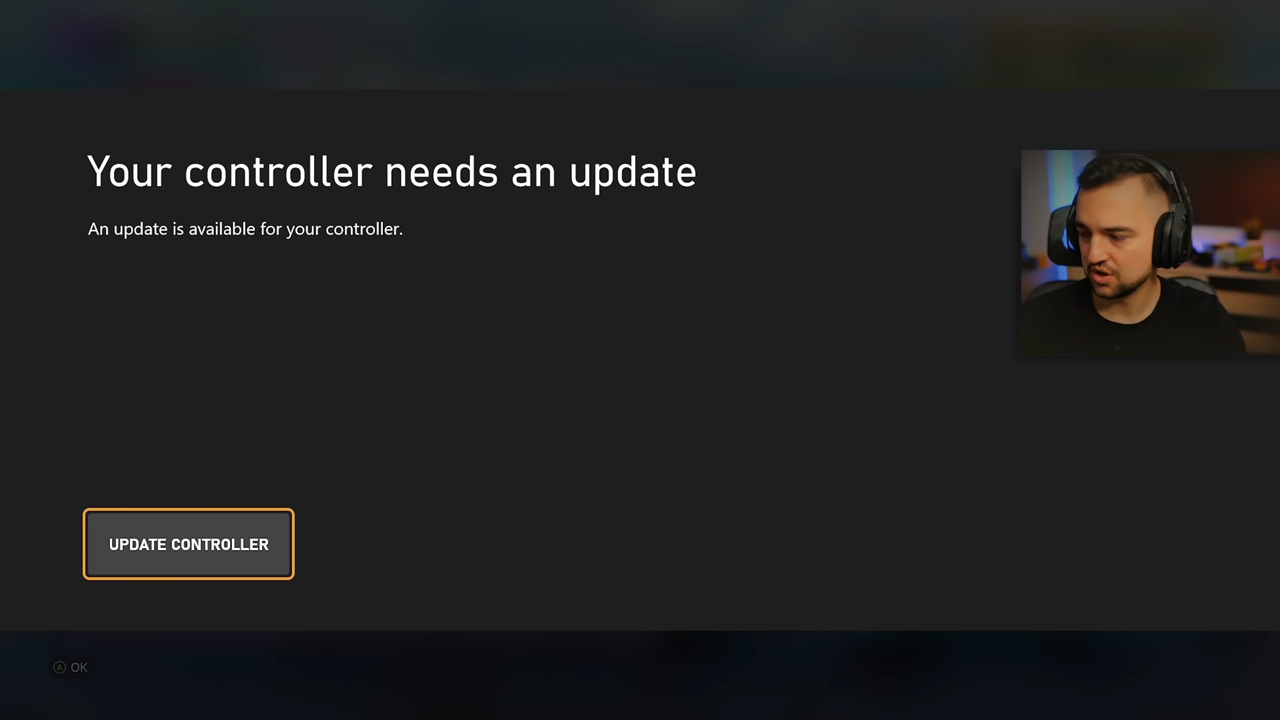 Your controller needs an update
An update is available for your controller.
UPDATE CONTROLLER
A OK